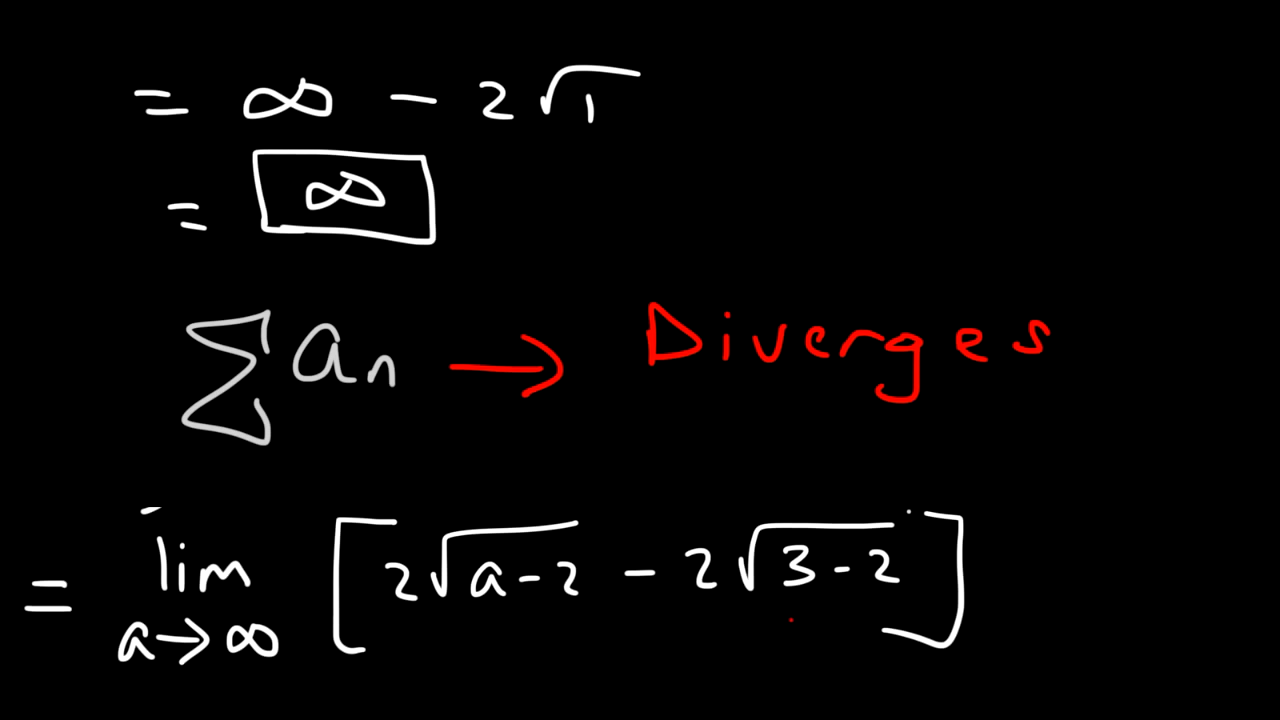 = ∞ - 2√1
= ∞
∑ aₙ → Diverges
= lim a→∞ [2√a-2 - 2√3-2]